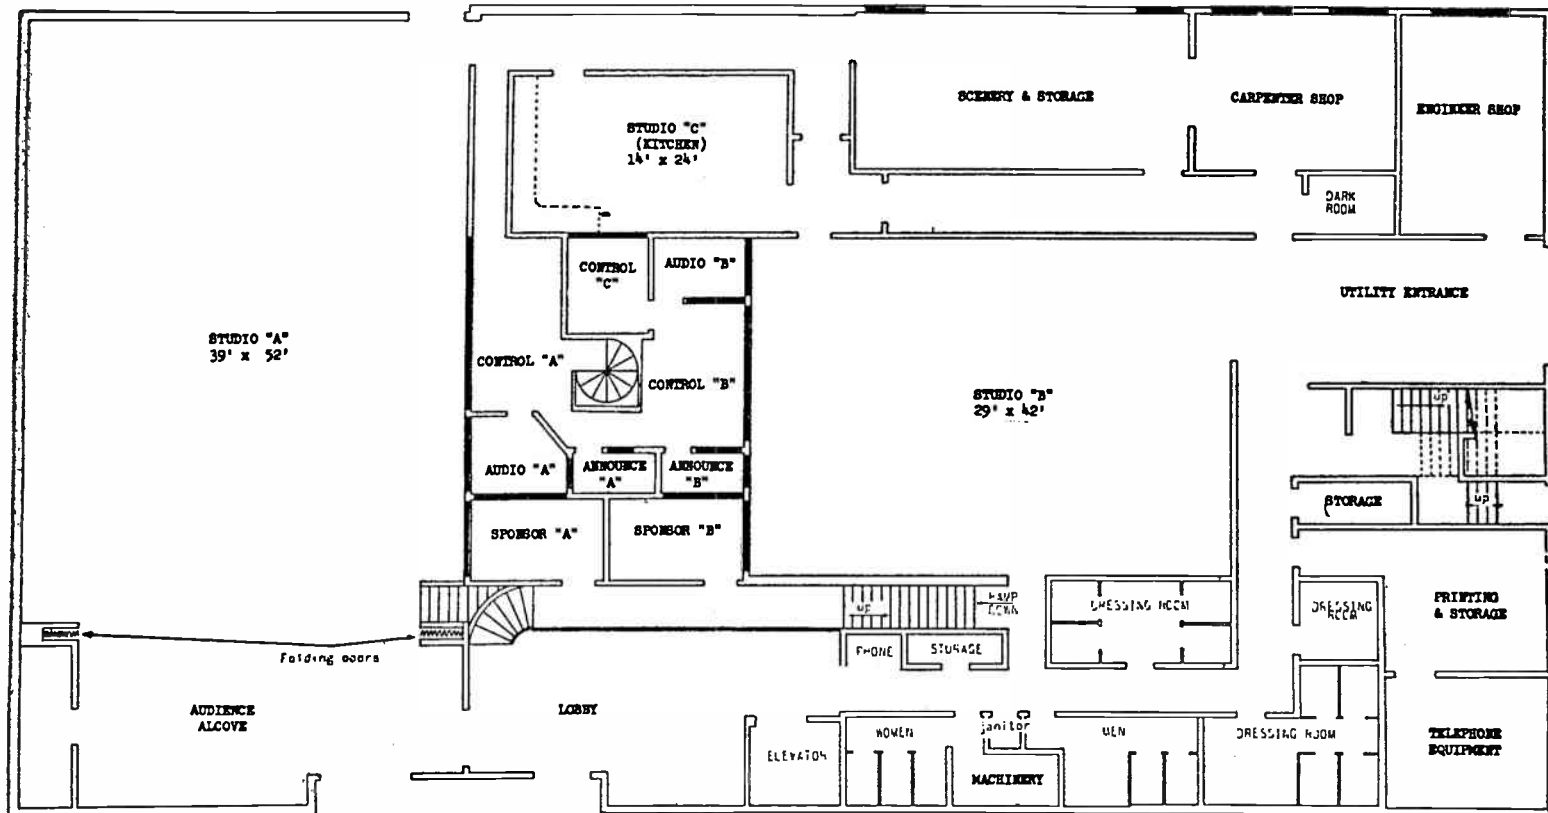 SCENERY & STORAGE
CARPENTER SHOP
ENGINEER SHOP
STUDIO "C"
(KITCHEN)
14' x 24'
DARK
ROOM
CONTROL
"C"
AUDIO "B"
UTILITY ENTRANCE
STUDIO "A"
39' x 52'
CONTROL "A"
CONTROL "B"
STUDIO "B"
29' x 42'
UP
AUDIO "A"
ANNOUNCE
"A"
ANNOUNCE
"B"
STORAGE
UP
SPONSOR "A"
SPONSOR "B"
UP
RAMP
DOWN
DRESSING ROOM
DRESSING
ROOM
PRINTING
& STORAGE
Folding doors
PHONE
STORAGE
AUDIENCE
ALCOVE
LOBBY
ELEVATOR
WOMEN
Janitor
MEN
DRESSING ROOM
TELEPHONE
EQUIPMENT
MACHINERY